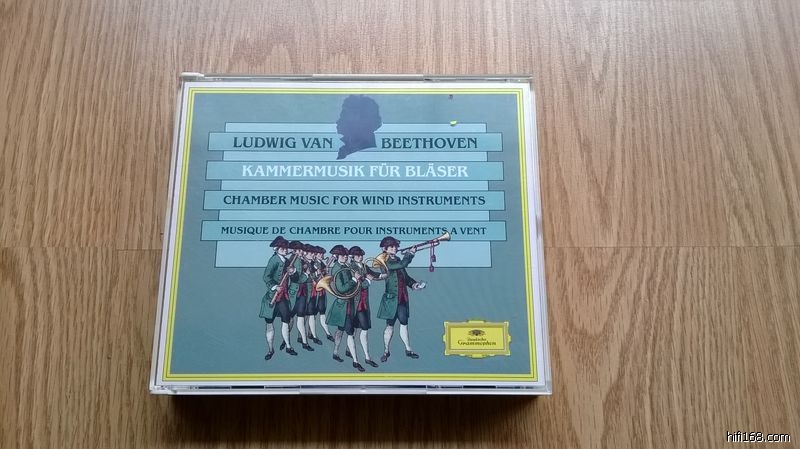 LUDWIG VAN BEETHOVEN
KAMMERMUSIK FÜR BLÄSER
CHAMBER MUSIC FOR WIND INSTRUMENTS
MUSIQUE DE CHAMBRE POUR INSTRUMENTS A VENT
Deutsche
Grammophon
hifi168.com